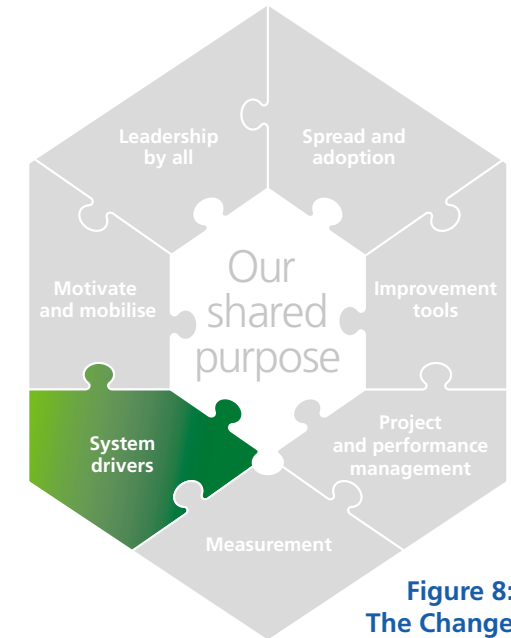 Leadership
by all
Spread and
adoption
Our
shared
purpose
Motivate
and mobilise
Improvement
tools
System
drivers
Project
and performance
management
Measurement
Figure 8:
The Change